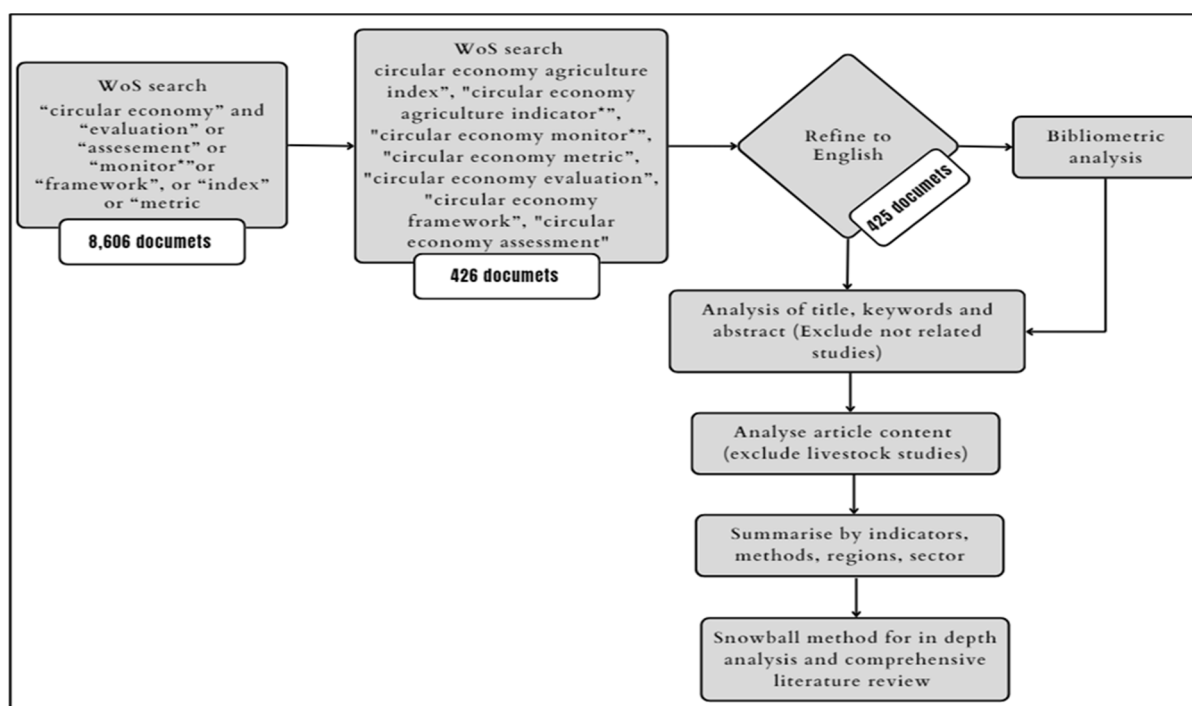 WoS search
“circular economy” and
“evaluation” or
“assesement” or
“monitor*”or
“framework”, or “index”
or “metric
8,606 documets
WoS search
circular economy agriculture
index”, "circular economy
agriculture indicator*”,
"circular economy monitor*”,
"circular economy metric”,
"circular economy evaluation”,
"circular economy
framework”, "circular
economy assessment"
426 documets
Refine to
English
425 documets
Bibliometric
analysis
Analysis of title, keywords and
abstract (Exclude not related
studies)
Analyse article content
(exclude livestock studies)
Summarise by indicators,
methods, regions, sector
Snowball method for in depth
analysis and comprehensive
literature review